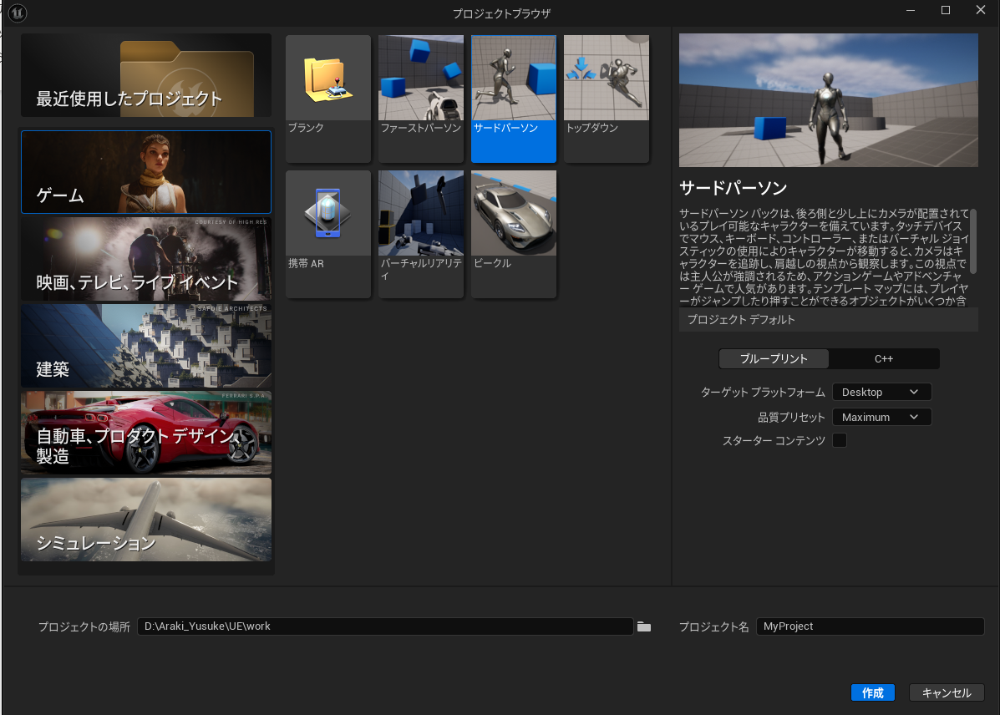 プロジェクトブラウザ
最近使用したプロジェクト
ゲーム
COURTESY OF HIGH RES
映画、テレビ、ライブ イベント
SAFDIE ARCHITECTS
建築
FERRARI S.P.A
自動車、プロダクト デザイン、
製造
シミュレーション
ブランク
ファーストパーソン
サードパーソン
トップダウン
携帯 AR
バーチャルリアリテ
ィ
ビークル
サードパーソン
サードパーソン パックは、後ろ側と少し上にカメラが配置されて
いるプレイ可能なキャラクターを備えています。タッチデバイス
でマウス、キーボード、コントローラー、またはバーチャル ジョイ
スティックの使用によりキャラクターが移動すると、カメラはキ
ャラクターを追跡し、肩越しの視点から観察します。この視点で
は主人公が強調されるため、アクションゲームやアドベンチャ
ー ゲームで人気があります。テンプレート マップには、プレイヤ
ーがジャンプしたり押すことができるオブジェクトがいくつか含
プロジェクト デフォルト
ブループリント
C++
ターゲット プラットフォーム
Desktop
品質プリセット
Maximum
スターター コンテンツ
プロジェクトの場所
D:\Araki_Yusuke\UE\work
プロジェクト名
MyProject
作成
キャンセル